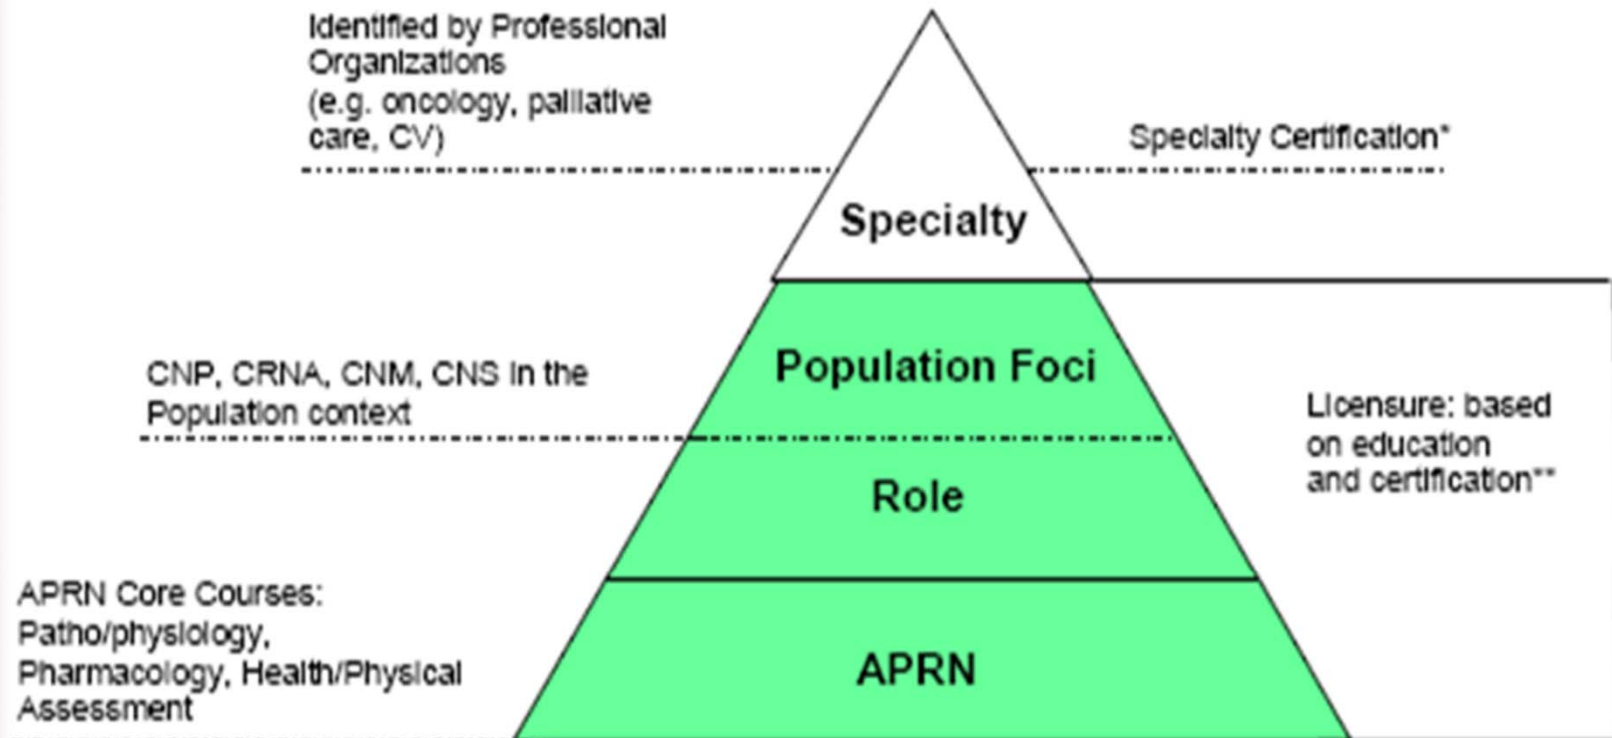 Identified by Professional
Organizations
(e.g. oncology, palliative
care, CV)
Specialty Certification*
Specialty
Population Foci
CNP, CRNA, CNM, CNS in the
Population context
Licensure: based
on education
and certification**
Role
APRN Core Courses:
Patho/physiology,
Pharmacology, Health/Physical
Assessment
APRN